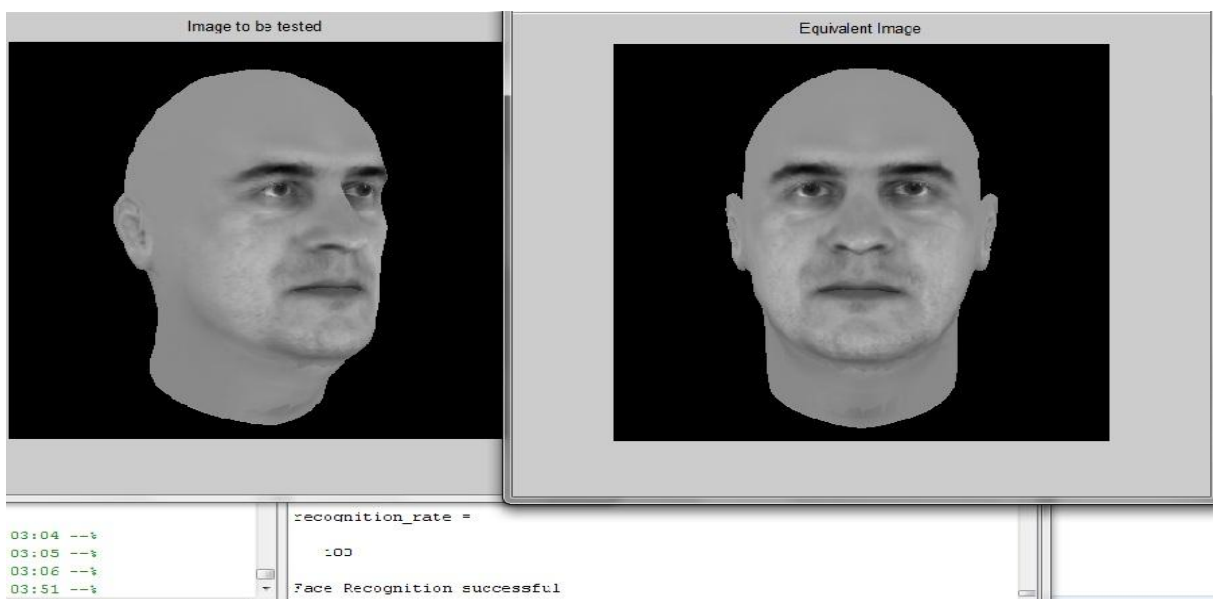 Image to be tested
Equivalent Image
03:04 --%
03:05 --%
03:06 --%
03:51 --%
recognition_rate =
100
Face Recognition successful